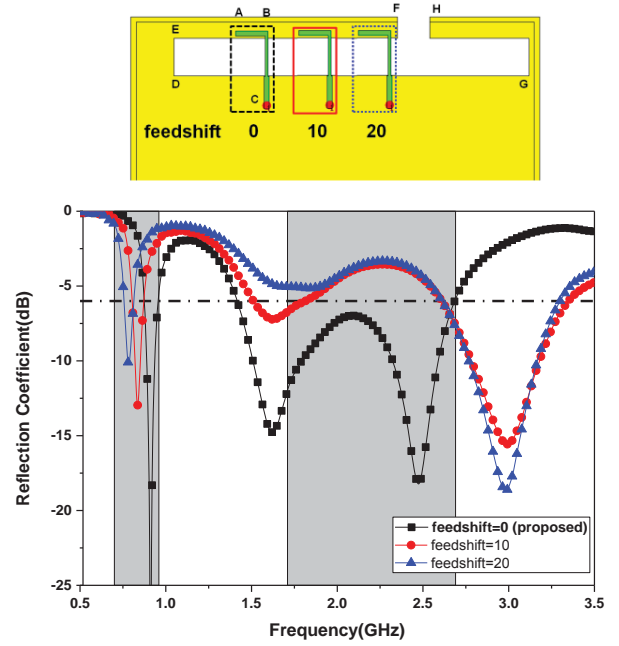 F H
A B
E
D C G
feedshift 0 10 20
0
-5
-10
-15
-20
-25
Reflection Coefficient(dB)
feedshift=0 (proposed)
feedshift=10
feedshift=20
0.5 1.0 1.5 2.0 2.5 3.0 3.5
Frequency(GHz)